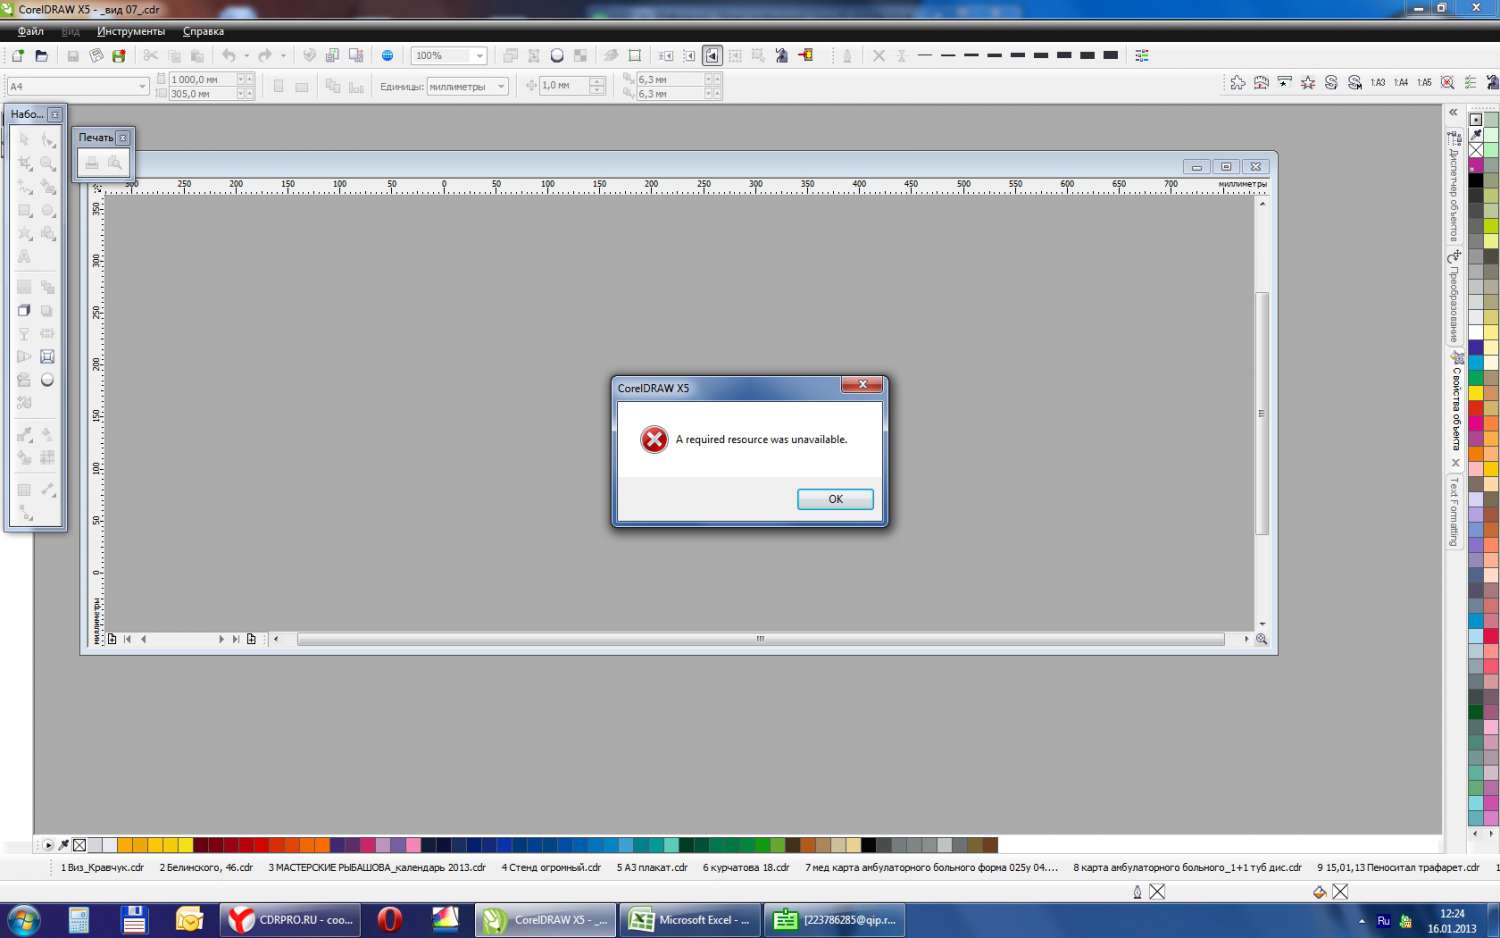 CorelDRAW X5 - _вид 07_.cdr
Файл Вид Инструменты Справка
100%
A4
1 000,0 мм
305,0 мм
Единицы: миллиметры
1,0 мм
6,3 мм
6,3 мм
1:A3 1:A4 1:A5
Набо...
Печать
300 250 200 150 100 50 0 50 100 150 200 250 300 350 400 450 500 550 600 650 700 миллиметры
350
300
250
200
150
100
50
0
миллиметры
CorelDRAW X5
A required resource was unavailable.
OK
Диспетчер объектов
Преобразование
Свойства объекта
Text Formatting
1 Виз_Кравчук.cdr 2 Белинского, 46.cdr 3 МАСТЕРСКИЕ РЫБАШОВА_календарь 2013.cdr 4 Стенд огромный.cdr 5 А3 плакат.cdr 6 курчатова 18.cdr 7 мед карта амбулаторного больного форма 025у 04.... 8 карта амбулаторного больного_1+1 туб дис.cdr 9 15,01,13 Пеноситал трафарет.cdr 1
CDRPRO.RU - соо...
CorelDRAW X5 - _...
Microsoft Excel - ...
[223786285@qip.r...
Ru
12:24
16.01.2013